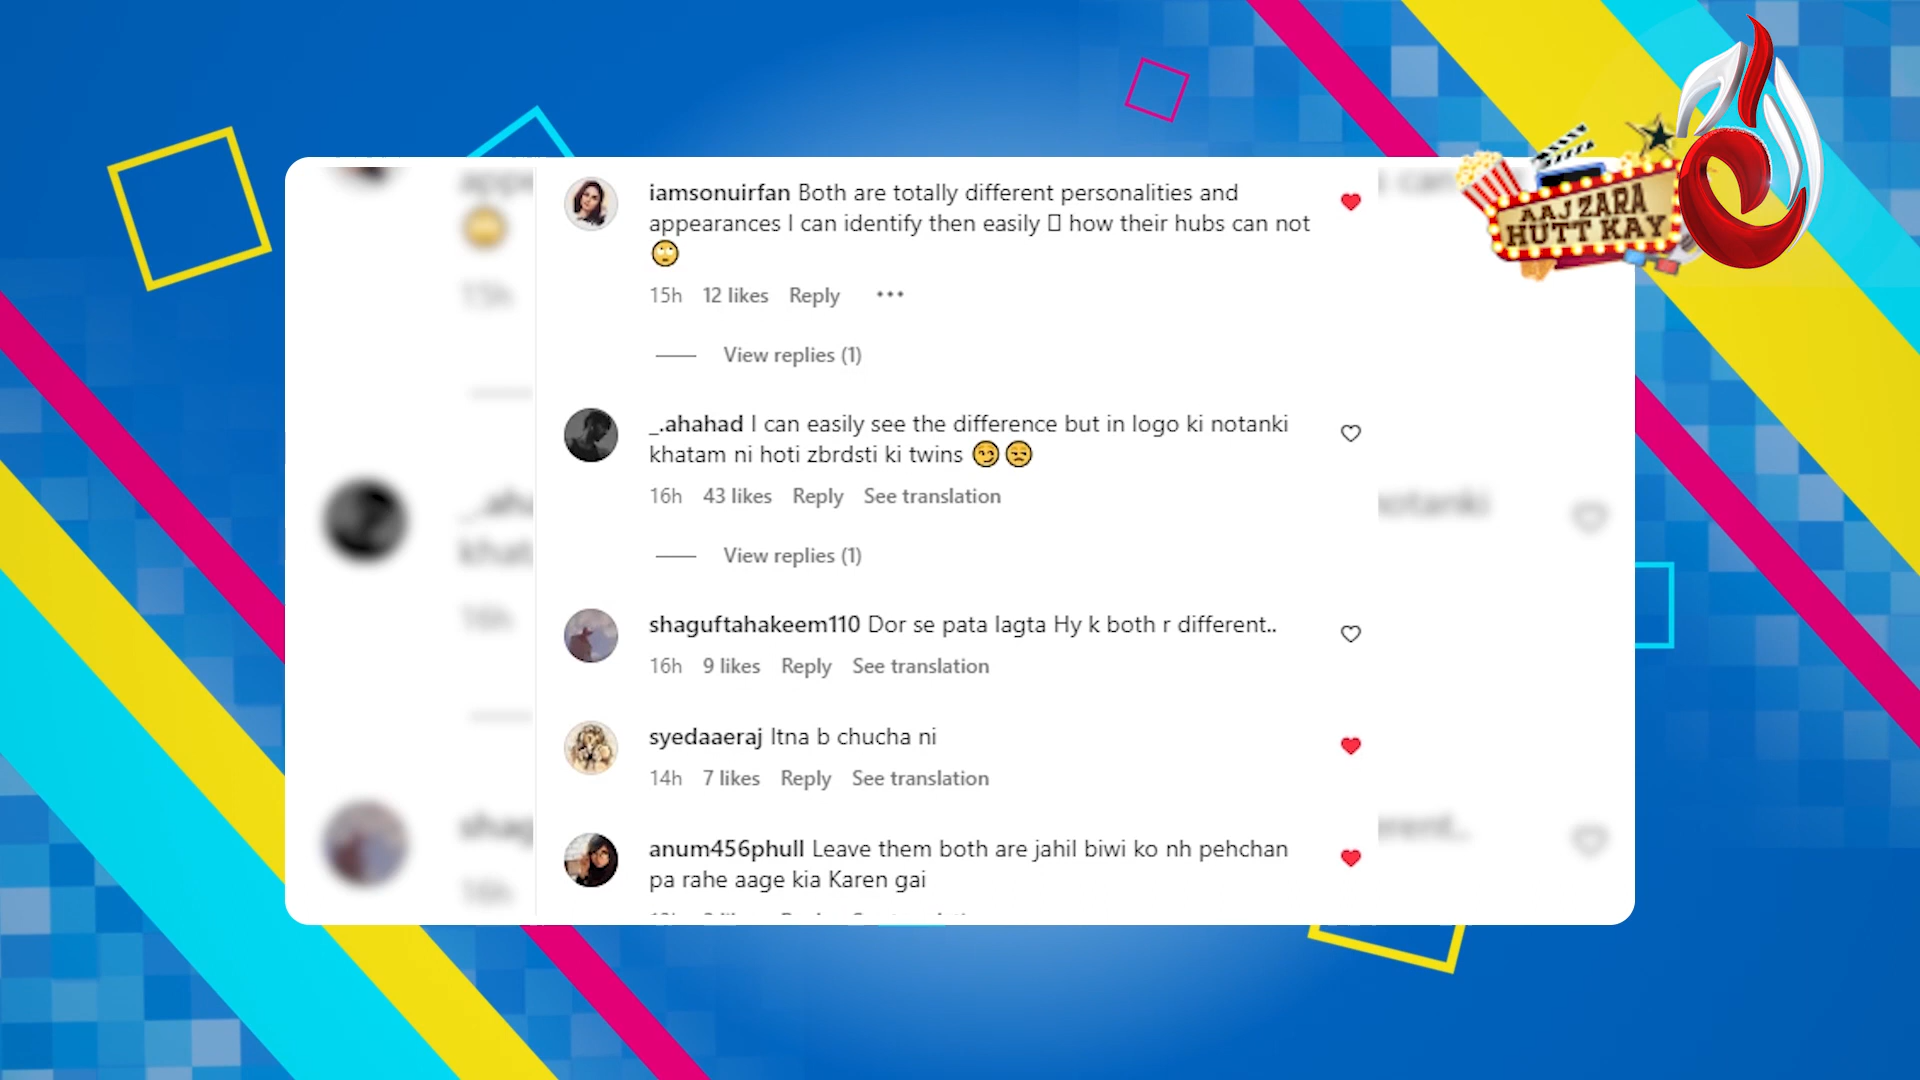 AAJ ZARA
HUTT KAY
iamsonuirfan Both are totally different personalities and
appearances I can identify then easily how their hubs can not
🙄
15h 12 likes Reply •••
View replies (1)
_.ahahad I can easily see the difference but in logo ki notanki
khatam ni hoti zbrdsti ki twins 😏😒
16h 43 likes Reply See translation
View replies (1)
shaguftahakeem110 Dor se pata lagta Hy k both r different..
16h 9 likes Reply See translation
syedaaeraj Itna b chucha ni
14h 7 likes Reply See translation
anum456phull Leave them both are jahil biwi ko nh pehchan
pa rahe aage kia Karen gai